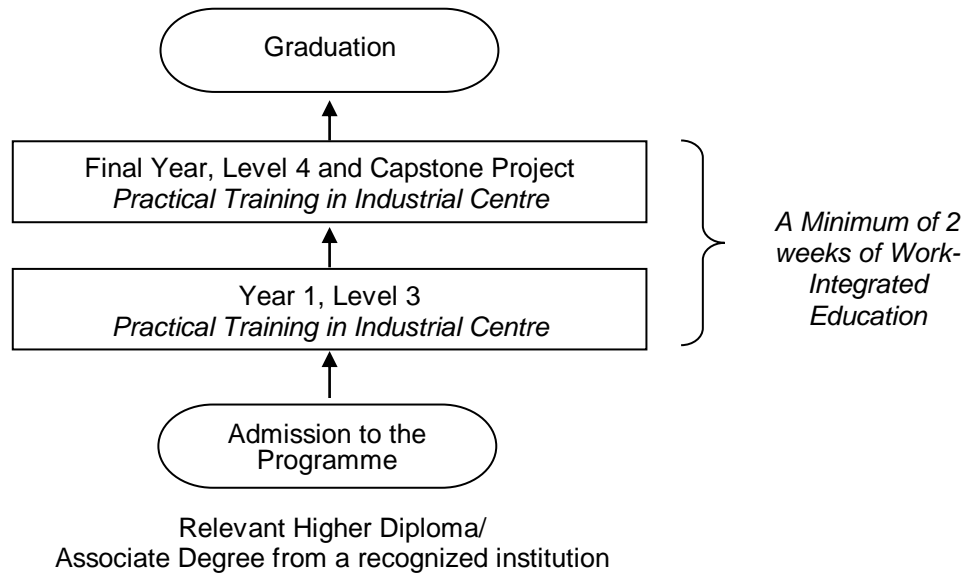 Graduation
Final Year, Level 4 and Capstone Project
Practical Training in Industrial Centre
A Minimum of 2
weeks of Work-
Integrated
Education
Year 1, Level 3
Practical Training in Industrial Centre
Admission to the
Programme
Relevant Higher Diploma/
Associate Degree from a recognized institution